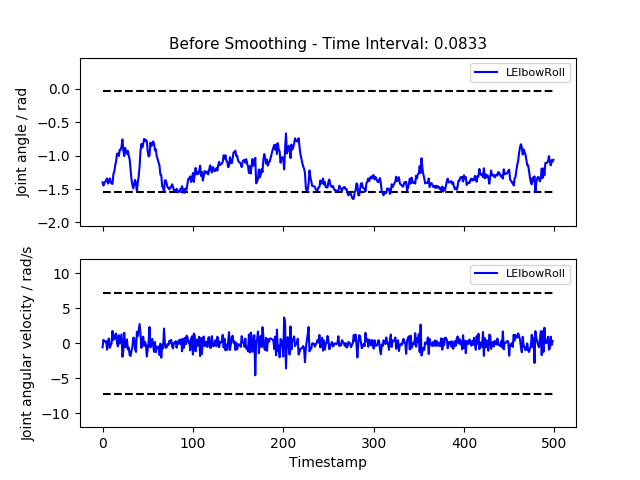 Before Smoothing - Time Interval: 0.0833
LElbowRoll
Joint angle / rad
0.0
−0.5
−1.0
−1.5
−2.0
LElbowRoll
Joint angular velocity / rad/s
10
5
0
−5
−10
0 100 200 300 400 500
Timestamp